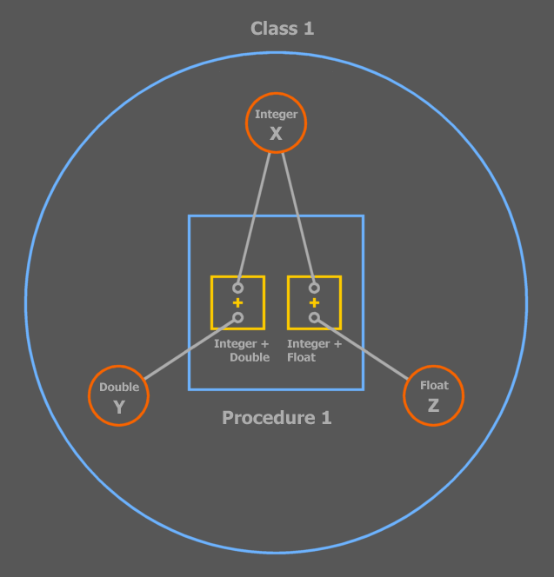 Class 1
Integer
X
+
+
Integer +
Double
Integer +
Float
Double
Y
Float
Z
Procedure 1